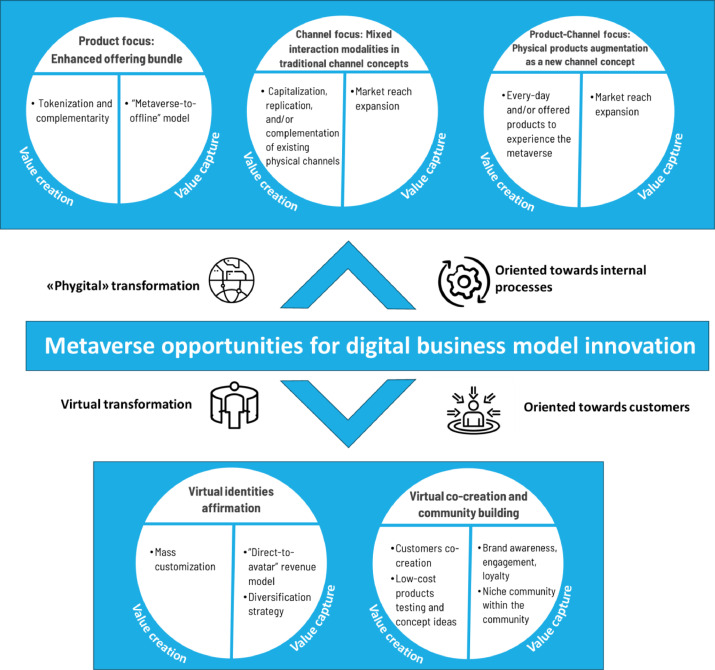 Product focus:
Enhanced offering bundle
• Tokenization and
complementarity
• "Metaverse-to-
offline" model
Value creation
Value capture
Channel focus: Mixed
interaction modalities in
traditional channel concepts
• Capitalization,
replication,
and/or
complementation
of existing
physical channels
• Market reach
expansion
Value creation
Value capture
Product-Channel focus:
Physical products augmentation
as a new channel concept
• Every-day
and/or offered
products to
experience the
metaverse
• Market reach
expansion
Value creation
Value capture
«Phygital» transformation
Oriented towards internal
processes
Metaverse opportunities for digital business model innovation
Virtual transformation
Oriented towards customers
Virtual identities
affirmation
• Mass
customization
• "Direct-to-
avatar" revenue
model
• Diversification
strategy
Value creation
Value capture
Virtual co-creation and
community building
• Customers co-
creation
• Low-cost
products
testing and
concept ideas
• Brand awareness,
engagement,
loyalty
• Niche community
within the
community
Value creation
Value capture